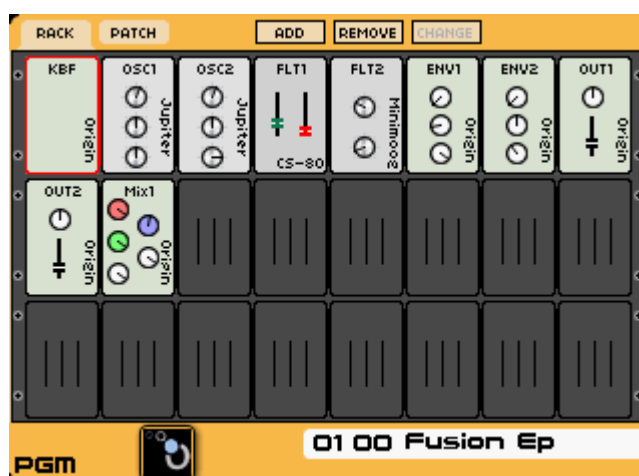 RACK PATCH ADD REMOVE CHANGE
KBF OSC1 OSC2 FLT1 FLT2 ENV1 ENV2 OUT1
Origin Jupiter Jupiter CS-80 Minimoog Origin Origin Origin
OUT2 Mix1
Origin Origin
01 00 Fusion Ep
PGM